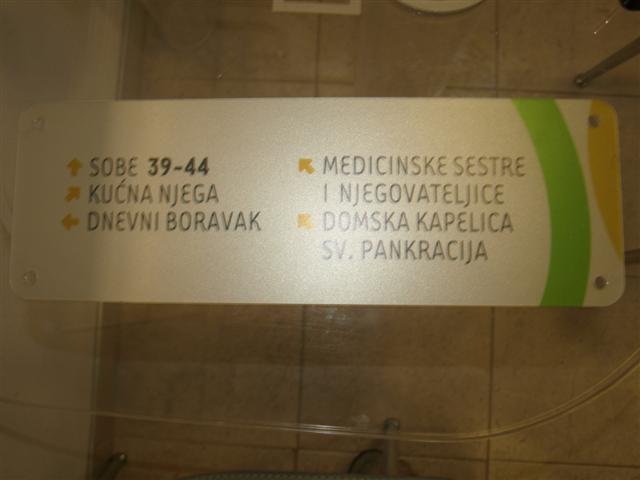 SOBE 39-44
KUĆNA NJEGA
DNEVNI BORAVAK
MEDICINSKE SESTRE
I NJEGOVATELJICE
DOMSKA KAPELICA
SV. PANKRACIJA